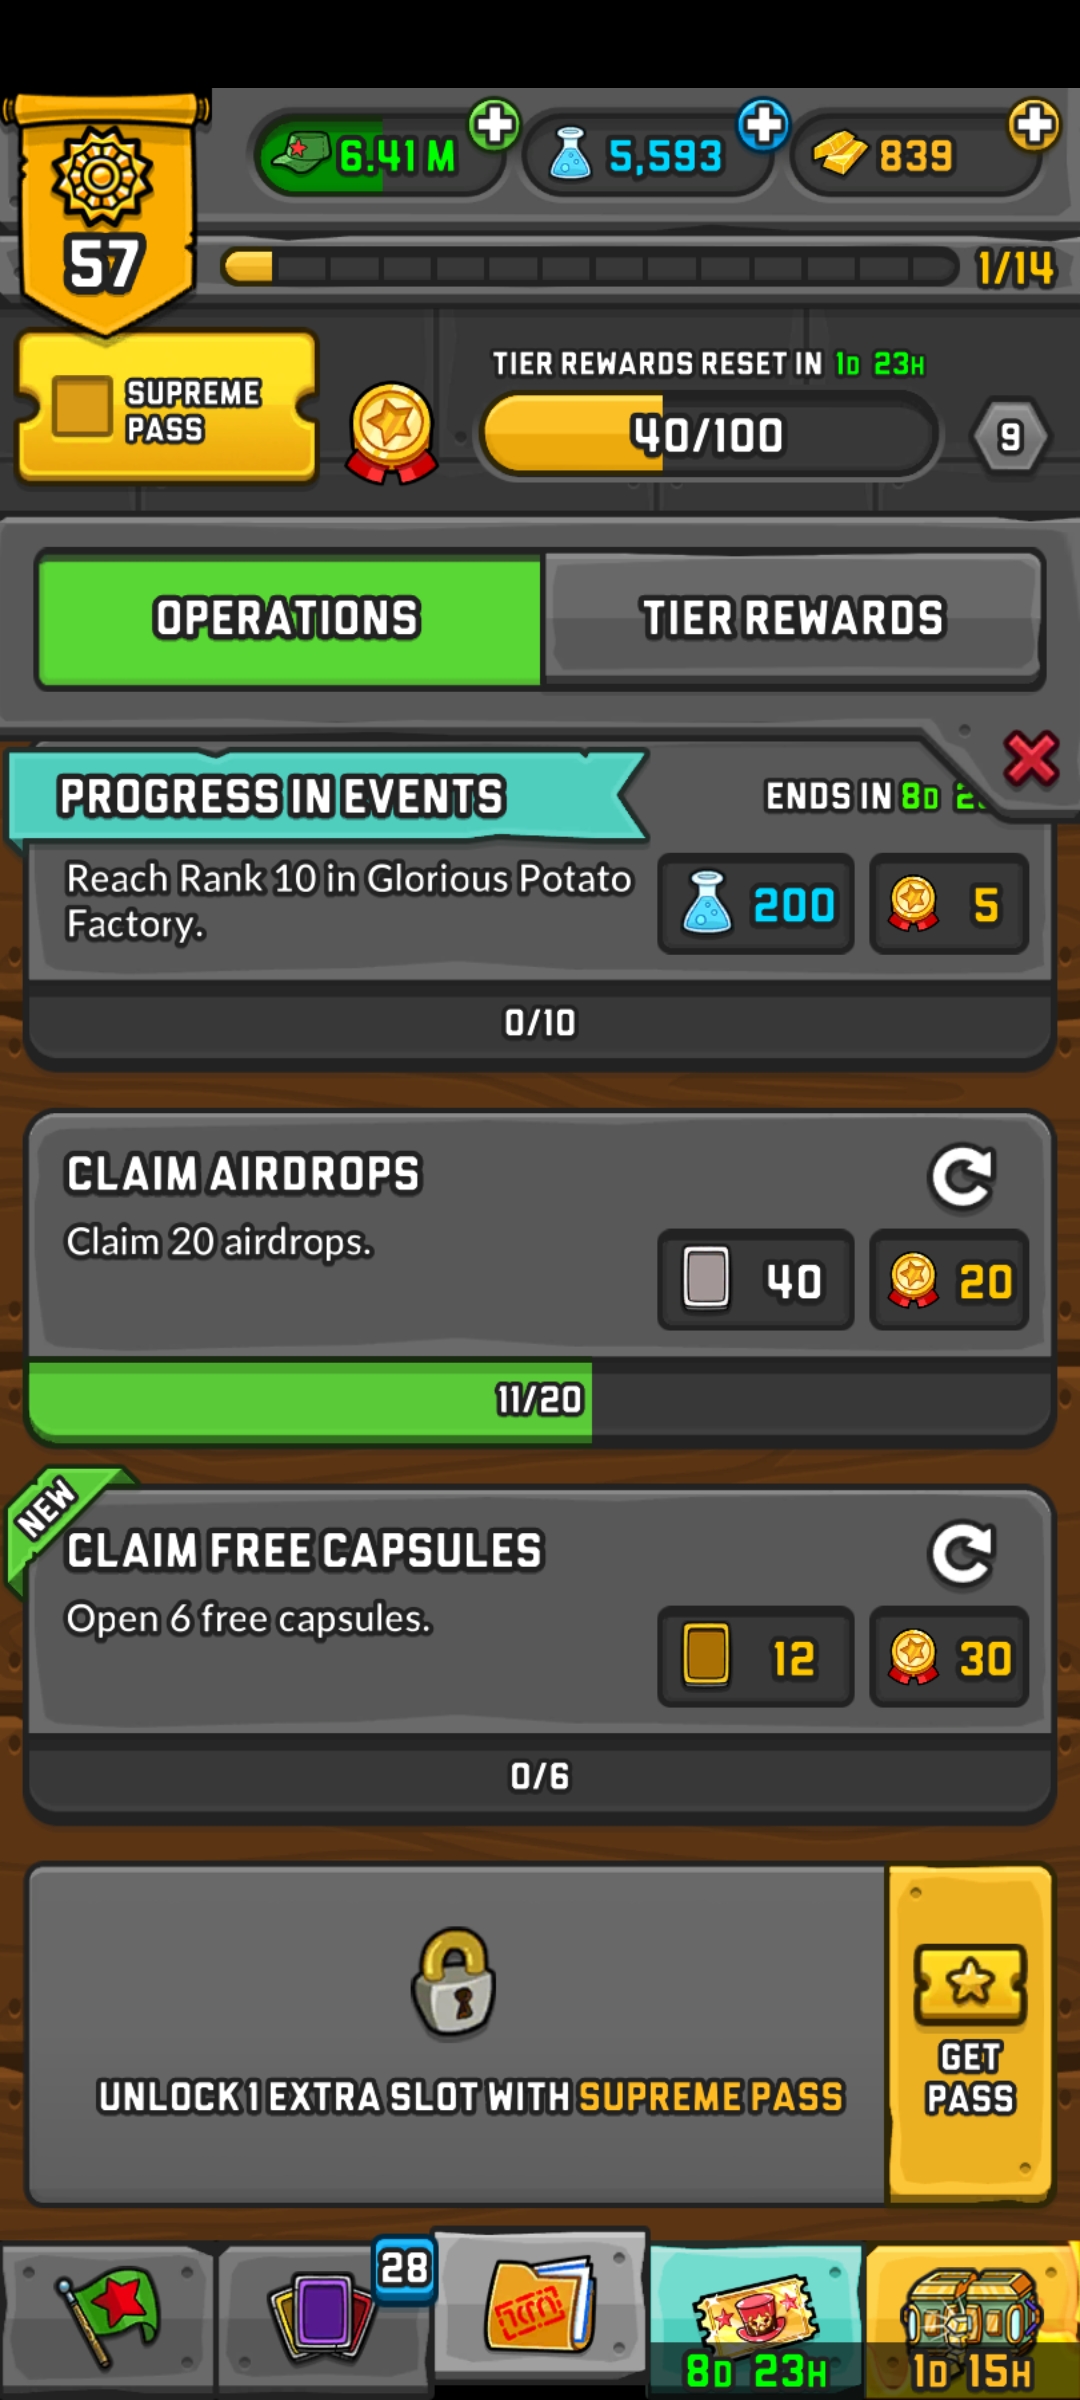 6.41 M
5,593
839
57
1/14
SUPREME
PASS
TIER REWARDS RESET IN 1D 23H
40/100
9
OPERATIONS
TIER REWARDS
PROGRESS IN EVENTS
ENDS IN 8D
Reach Rank 10 in Glorious Potato
Factory.
200
5
0/10
CLAIM AIRDROPS
Claim 20 airdrops.
40
20
11/20
NEW
CLAIM FREE CAPSULES
Open 6 free capsules.
12
30
0/6
UNLOCK 1 EXTRA SLOT WITH SUPREME PASS
GET
PASS
28
8D 23H
1D 15H